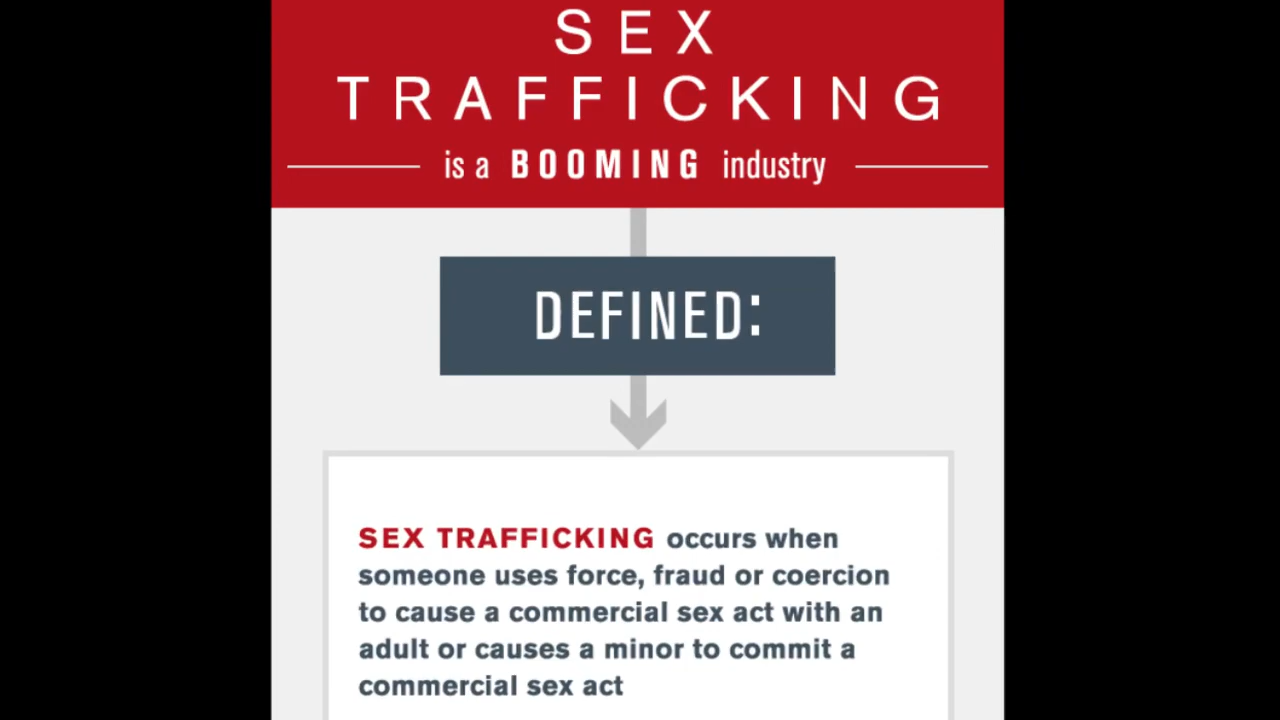 SEX
TRAFFICKING
is a BOOMING industry
DEFINED:
SEX TRAFFICKING occurs when
someone uses force, fraud or coercion
to cause a commercial sex act with an
adult or causes a minor to commit a
commercial sex act